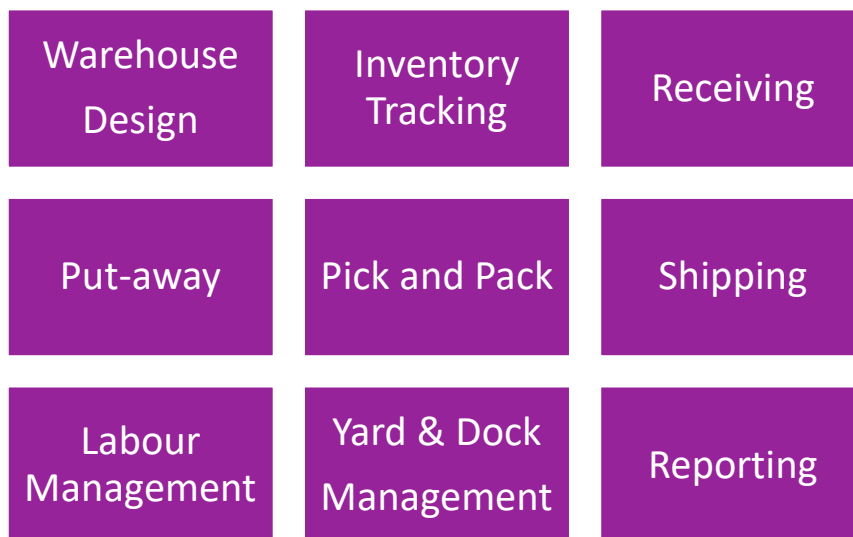 Warehouse
Design
Inventory
Tracking
Receiving
Put-away
Pick and Pack
Shipping
Labour
Management
Yard & Dock
Management
Reporting